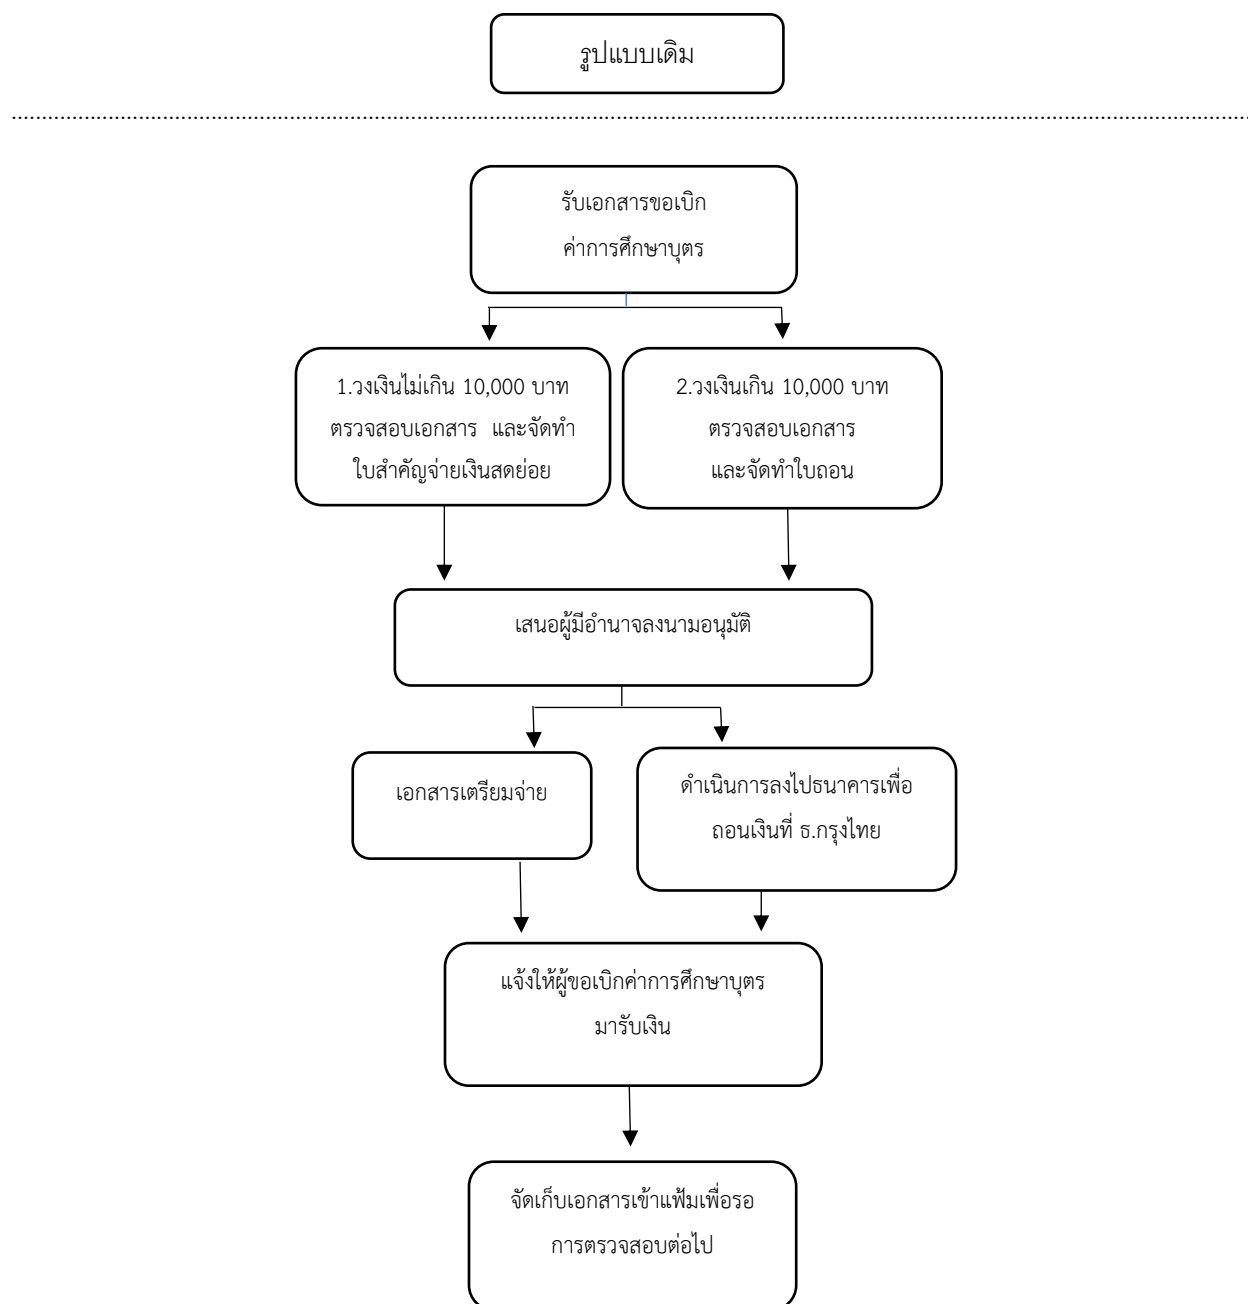 รูปแบบเดิม
รับเอกสารขอเบิก
ค่าการศึกษาบุตร
1.วงเงินไม่เกิน 10,000 บาท
ตรวจสอบเอกสาร และจัดทำ
ใบสำคัญจ่ายเงินสดย่อย
2.วงเงินเกิน 10,000 บาท
ตรวจสอบเอกสาร
และจัดทำใบถอน
เสนอผู้มีอำนาจลงนามอนุมัติ
เอกสารเตรียมจ่าย
ดำเนินการลงไปธนาคารเพื่อ
ถอนเงินที่ ธ.กรุงไทย
แจ้งให้ผู้ขอเบิกค่าการศึกษาบุตร
มารับเงิน
จัดเก็บเอกสารเข้าแฟ้มเพื่อรอ
การตรวจสอบต่อไป